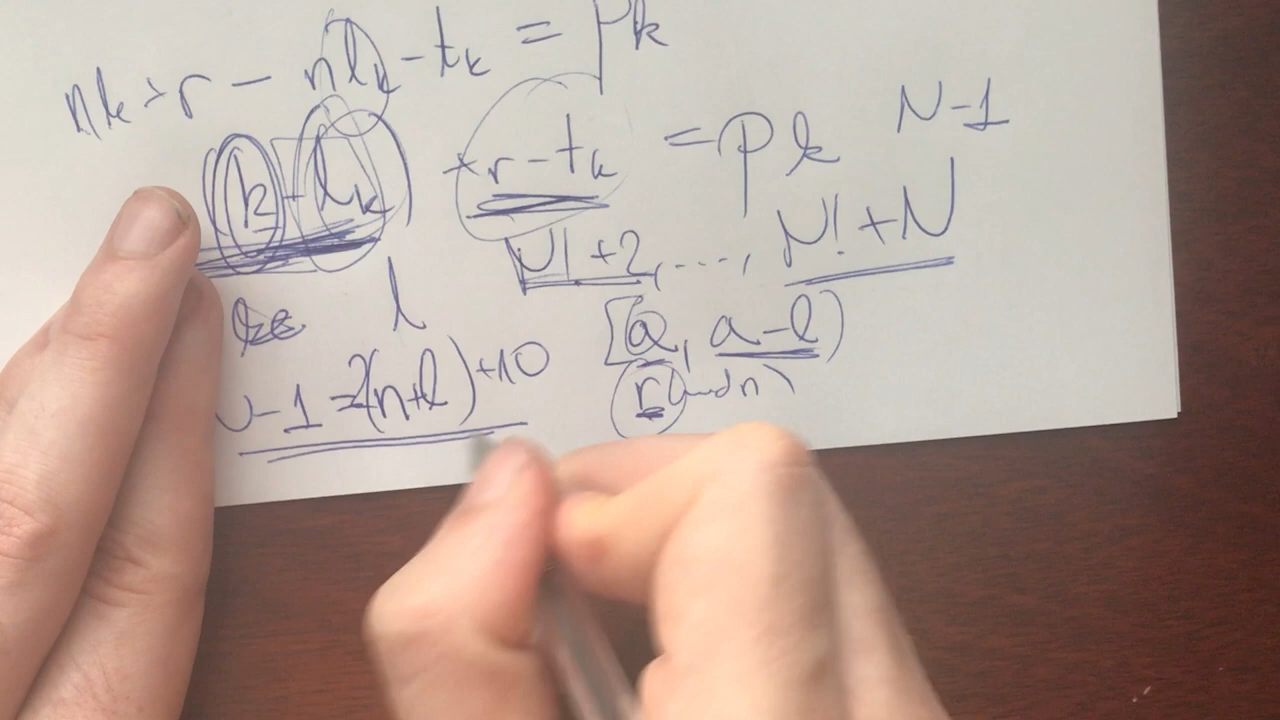 nk+r - nl_k - t_k = p_k
(k - l_k) + r - t_k = p_k N-1
N! + 2, ..., N! + N
l [a, a-l)
-1 = 2(n+l) + 10 r( n)